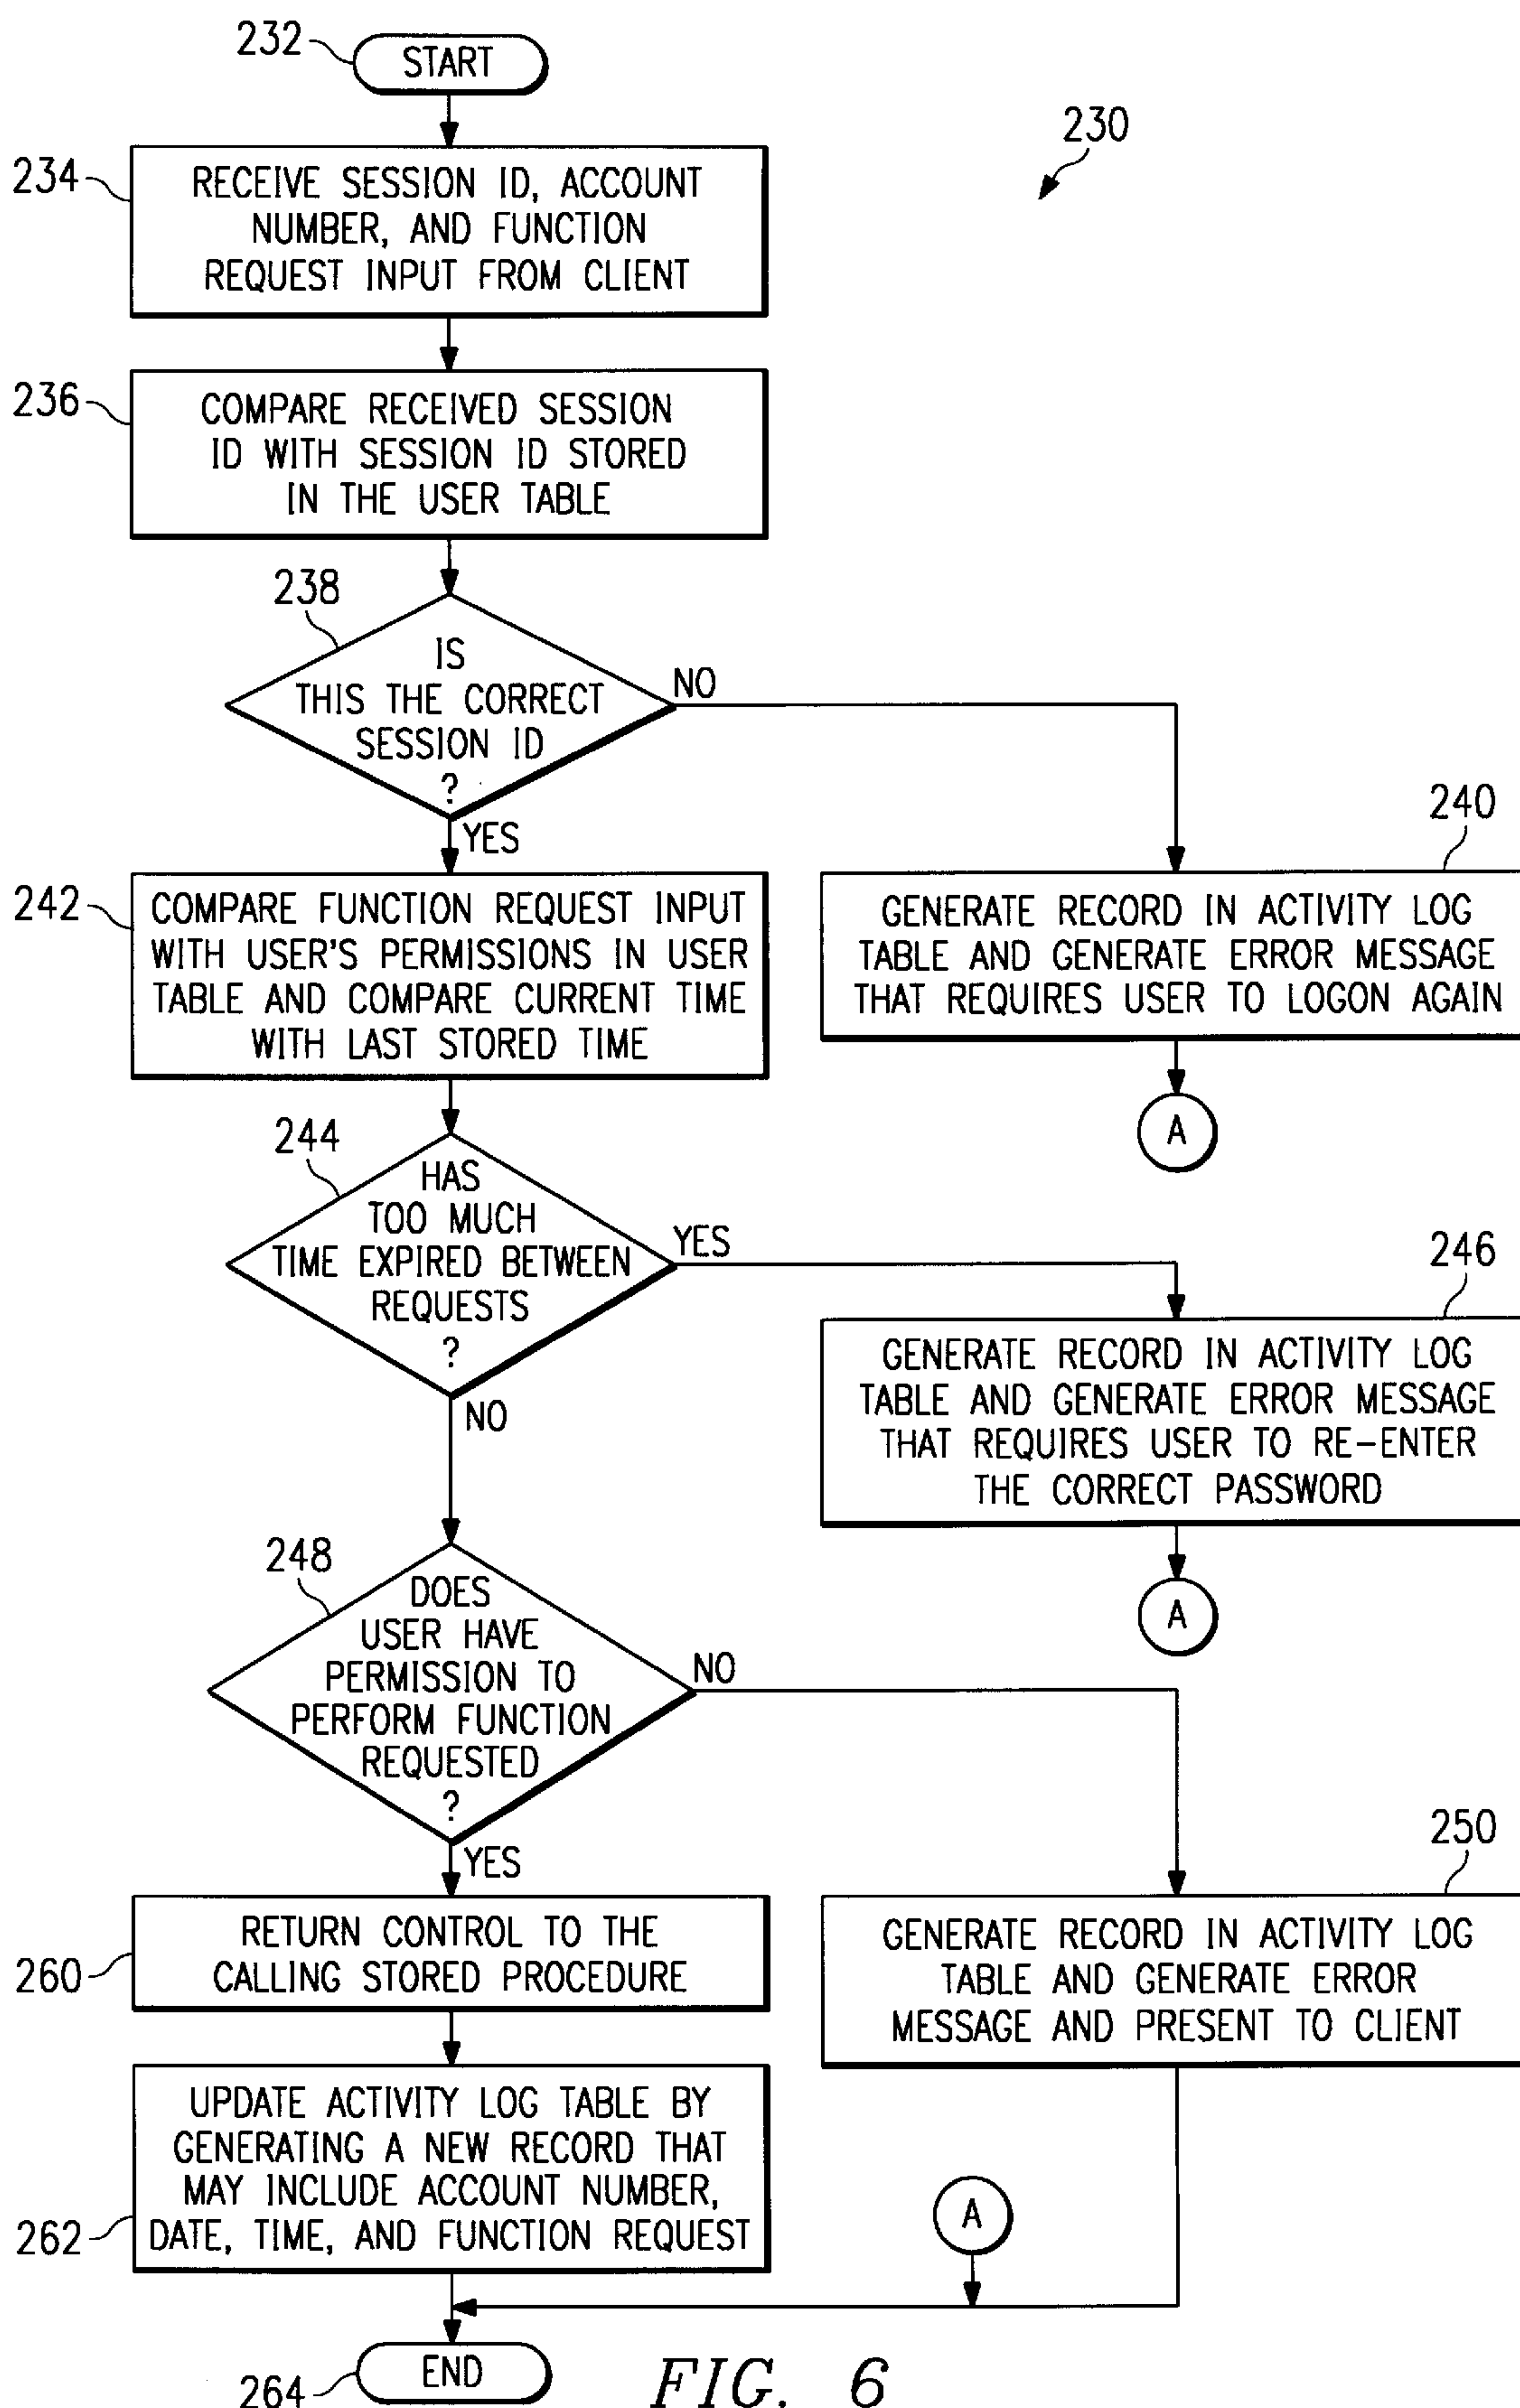 232
START
230
234
RECEIVE SESSION ID, ACCOUNT
NUMBER, AND FUNCTION
REQUEST INPUT FROM CLIENT
236
COMPARE RECEIVED SESSION
ID WITH SESSION ID STORED
IN THE USER TABLE
238
IS
THIS THE CORRECT
SESSION ID
?
NO
YES
240
GENERATE RECORD IN ACTIVITY LOG
TABLE AND GENERATE ERROR MESSAGE
THAT REQUIRES USER TO LOGON AGAIN
A
242
COMPARE FUNCTION REQUEST INPUT
WITH USER'S PERMISSIONS IN USER
TABLE AND COMPARE CURRENT TIME
WITH LAST STORED TIME
244
HAS
TOO MUCH
TIME EXPIRED BETWEEN
REQUESTS
?
YES
NO
246
GENERATE RECORD IN ACTIVITY LOG
TABLE AND GENERATE ERROR MESSAGE
THAT REQUIRES USER TO RE-ENTER
THE CORRECT PASSWORD
A
248
DOES
USER HAVE
PERMISSION TO
PERFORM FUNCTION
REQUESTED
?
NO
YES
250
GENERATE RECORD IN ACTIVITY LOG
TABLE AND GENERATE ERROR
MESSAGE AND PRESENT TO CLIENT
260
RETURN CONTROL TO THE
CALLING STORED PROCEDURE
262
UPDATE ACTIVITY LOG TABLE BY
GENERATING A NEW RECORD THAT
MAY INCLUDE ACCOUNT NUMBER,
DATE, TIME, AND FUNCTION REQUEST
A
264
END
FIG. 6